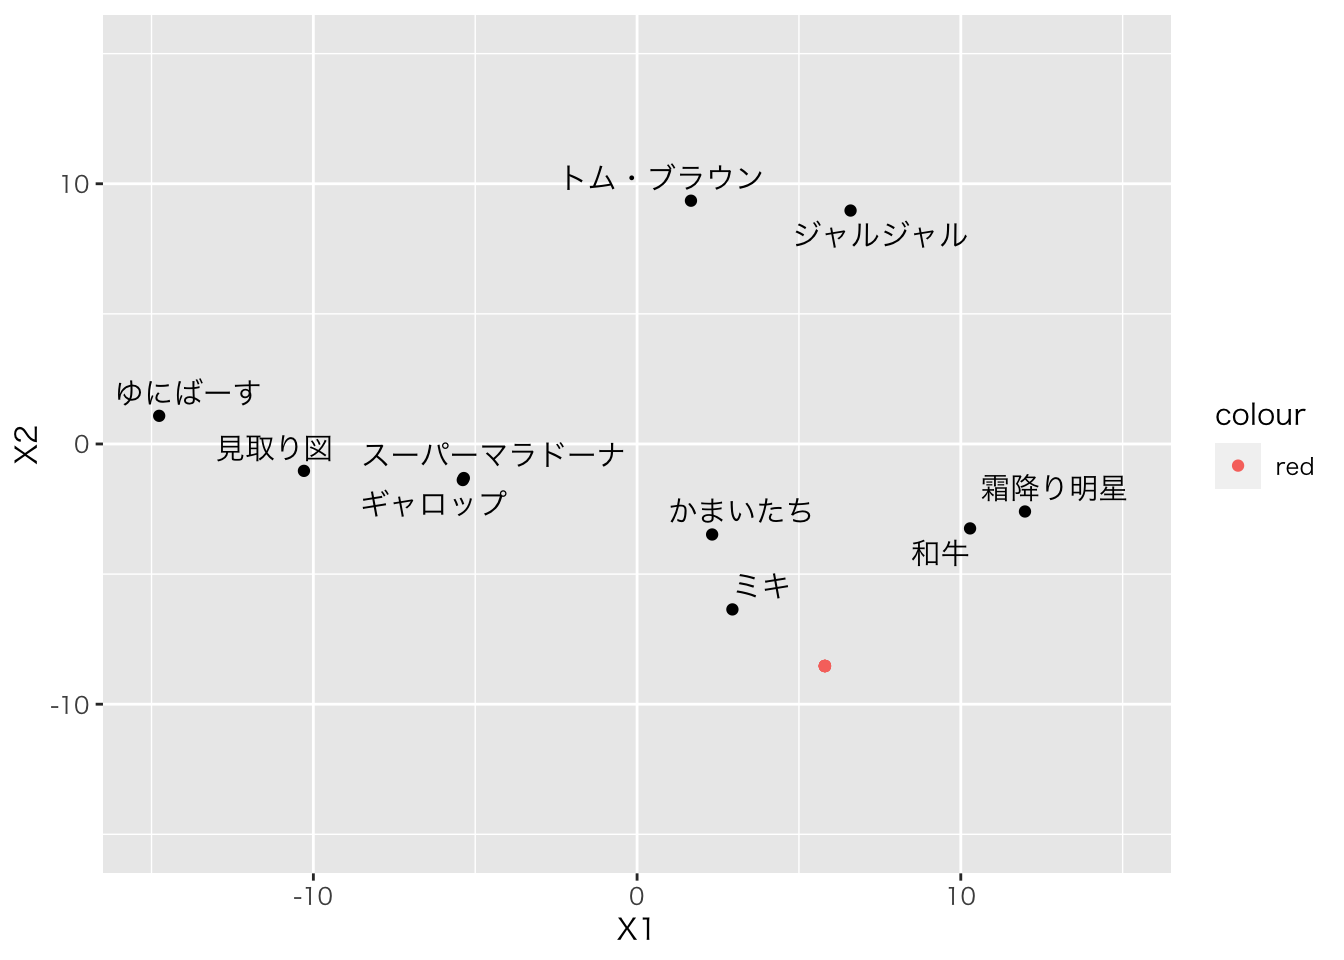 トム・ブラウン
ジャルジャル
ゆにばーす
見取り図
スーパーマラドーナ
ギャロップ
かまいたち
霜降り明星
和牛
ミキ
10
0
-10
X2
-10
0
10
X1
colour
red